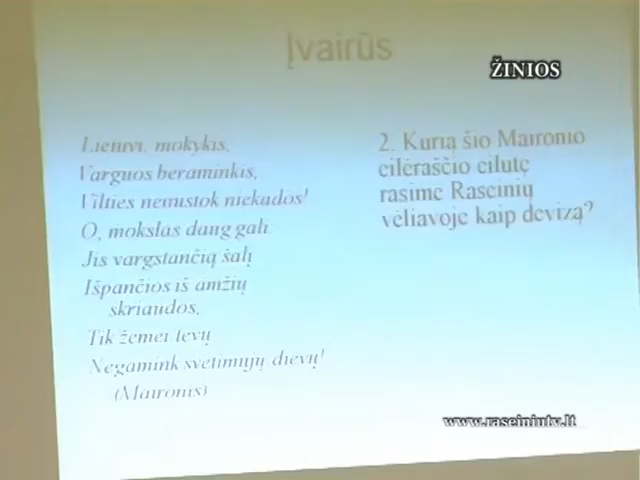 Įvairūs
ŽINIOS
Lietuvi, mokykis,
Varguos beraminkis,
Vilties nenustok niekados!
O, mokslas daug gali:
Jis vargstančią šalį
Išpančios iš amžių
skriaudos,
Tik žemei tėvų
Negamink svetimųjų dievų!
(Maironis)
2. Kurią šio Maironio
eilėraščio eilutę
rasime Raseinių
vėliavoje kaip devizą?
www.raseiniutv.lt